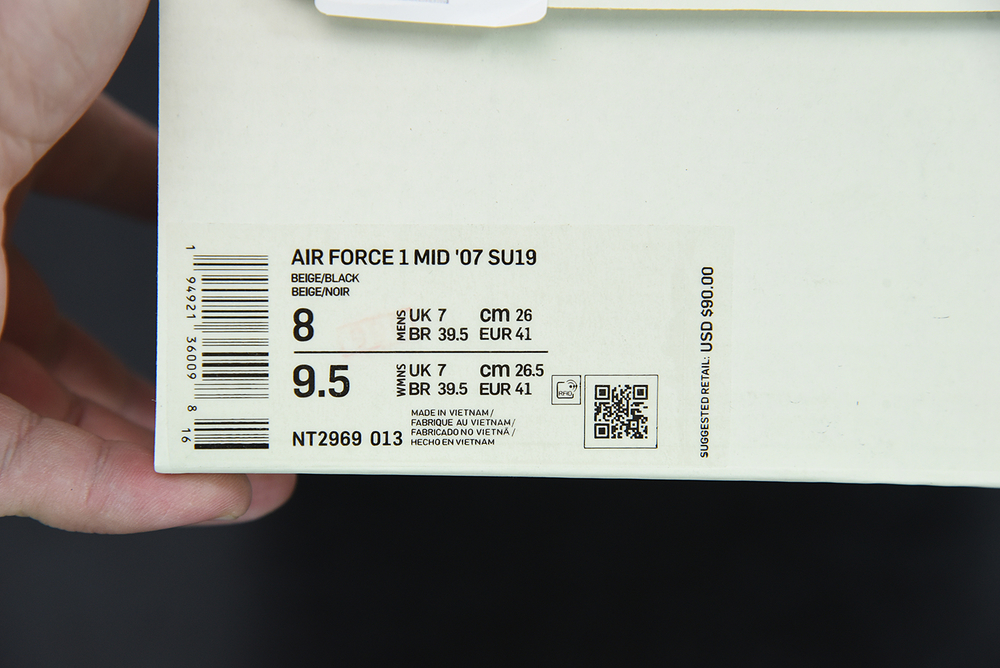 AIR FORCE 1 MID '07 SU19
BEIGE/BLACK
BEIGE/NOIR
8
MENS
UK 7 cm 26
BR 39.5 EUR 41
9.5
WMNS
UK 7 cm 26.5
BR 39.5 EUR 41
RFID
MADE IN VIETNAM/
FABRIQUE AU VIETNAM/
FABRICADO NO VIETNÃ/
HECHO EN VIETNAM
NT2969 013
1 94921 36009 8 16
SUGGESTED RETAIL: USD $90.00